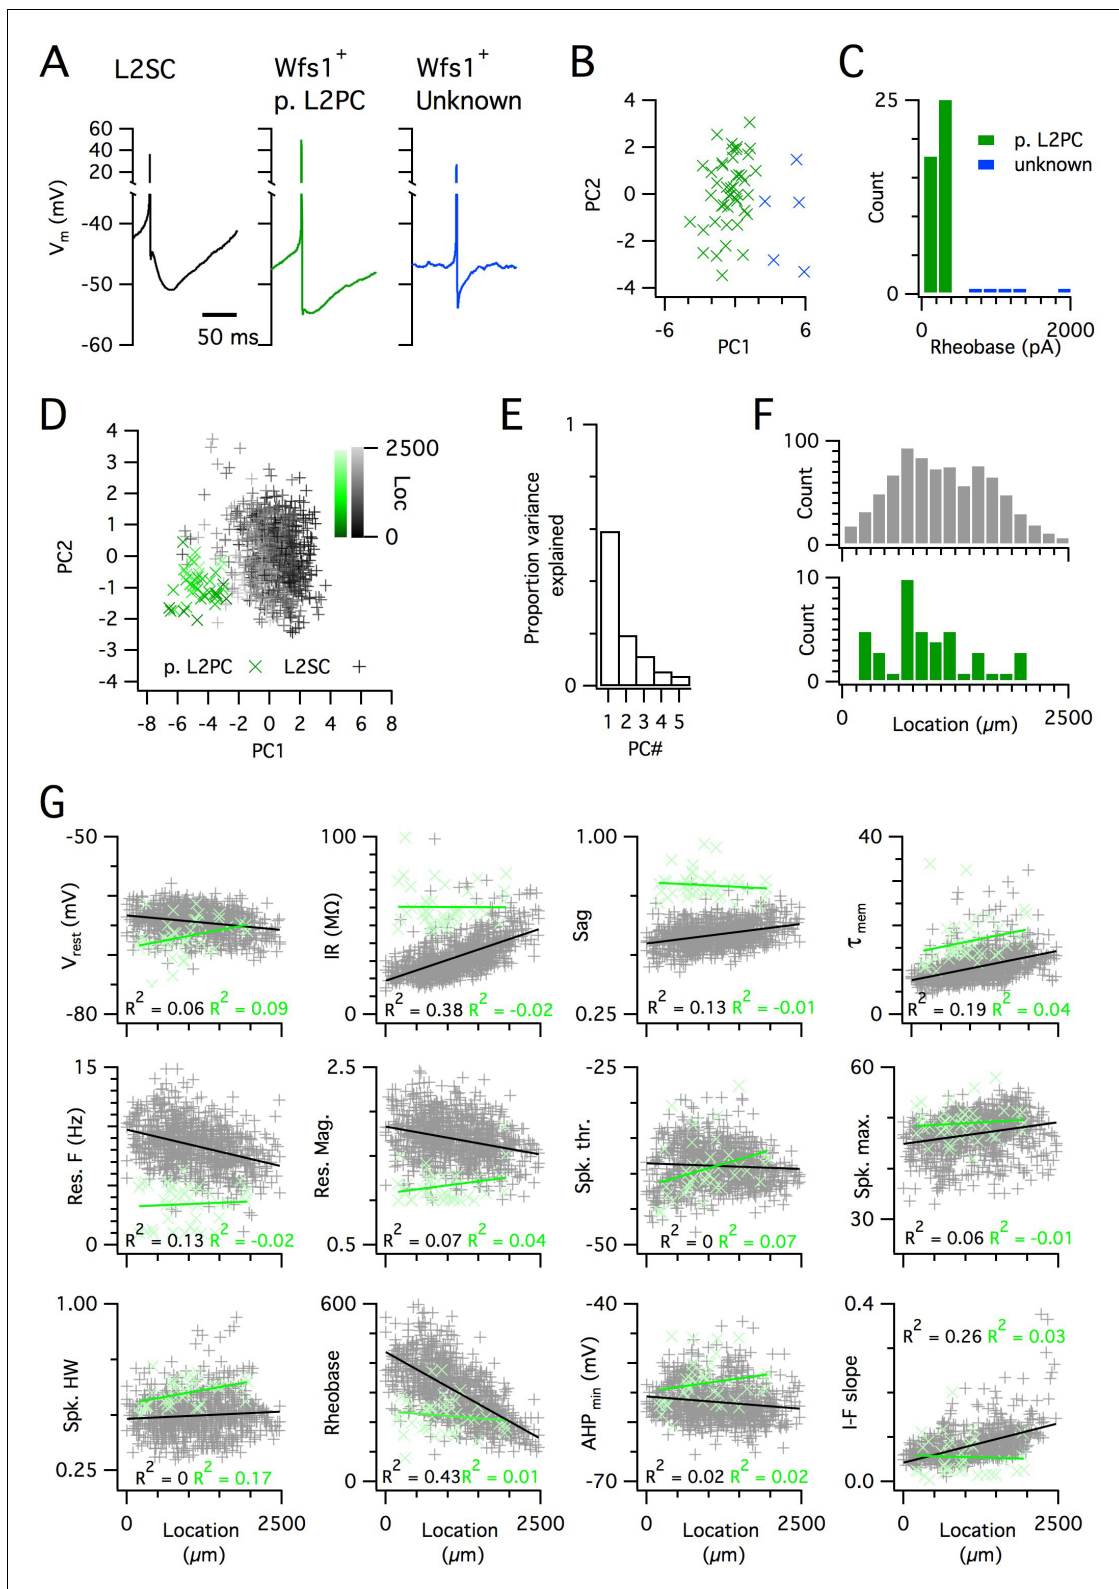 A
L2SC
Wfs1+
p. L2PC
Wfs1+
Unknown
60
40
20
-40
-50
-60
Vm (mV)
50 ms
B
4
2
0
-2
-4
PC2
-6
6
PC1
C
25
0
Count
p. L2PC
unknown
0
2000
Rheobase (pA)
D
4
3
2
1
0
-1
-2
-3
-4
PC2
2500
0
Loc
p. L2PC × L2SC +
-8 -6 -4 -2 0 2 4 6 8
PC1
E
1
0
Proportion variance
explained
1 2 3 4 5
PC#
F
100
0
Count
10
0
Count
0
2500
Location (µm)
G
-50
-80
Vrest (mV)
R2 = 0.06 R2 = 0.09
100
0
IR (MΩ)
R2 = 0.38 R2 = -0.02
1.00
0.25
Sag
R2 = 0.13 R2 = -0.01
40
0
τmem
R2 = 0.19 R2 = 0.04
15
0
Res. F (Hz)
R2 = 0.13 R2 = -0.02
2.5
0.5
Res. Mag.
R2 = 0.07 R2 = 0.04
-25
-50
Spk. thr.
R2 = 0 R2 = 0.07
60
30
Spk. max.
R2 = 0.06 R2 = -0.01
1.00
0.25
Spk. HW
R2 = 0 R2 = 0.17
0 Location 2500
(µm)
600
0
Rheobase
R2 = 0.43 R2 = 0.01
0 Location 2500
(µm)
-40
-70
AHP min (mV)
R2 = 0.02 R2 = 0.02
0 Location 2500
(µm)
0.4
0.0
I-F slope
R2 = 0.26 R2 = 0.03
0 Location 2500
(µm)